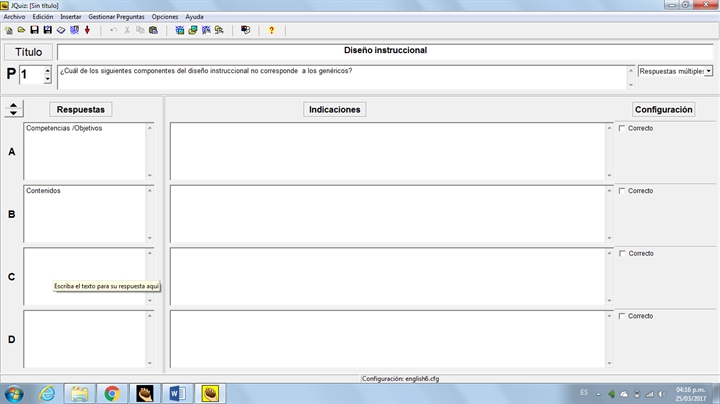 JQuiz: [Sin título]
Archivo Edición Insertar Gestionar Preguntas Opciones Ayuda
Título Diseño instruccional
P 1 ¿Cuál de los siguientes componentes del diseño instruccional no corresponde a los genéricos? Respuestas múltiples
Respuestas Indicaciones Configuración
A Competencias /Objetivos Correcto
B Contenidos Correcto
C Correcto
Escriba el texto para su respuesta aquí
D Correcto
Configuración: english6.cfg
ES 04:16 p.m.
25/03/2017